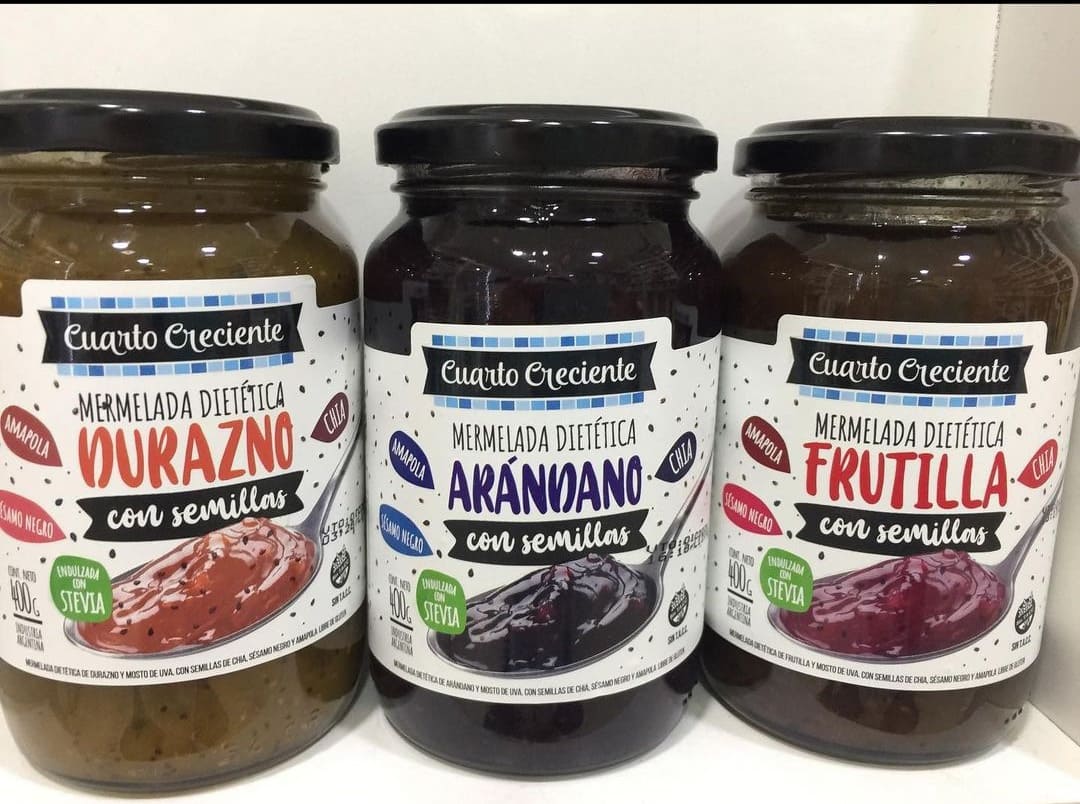 Cuarto Creciente
MERMELADA DIETÉTICA
DURAZNO
con semillas
AMAPOLA
CHIA
SÉSAMO NEGRO
ENDULZADA
CON
STEVIA
CONT. NETO
400G
INDUSTRIA
ARGENTINA
SIN T.A.C.C.
MERMELADA DIETÉTICA DE DURAZNO Y MOSTO DE UVA, CON SEMILLAS DE CHIA, SÉSAMO NEGRO Y AMAPOLA. LIBRE DE GLUTEN
Cuarto Creciente
MERMELADA DIETÉTICA
ARÁNDANO
con semillas
AMAPOLA
CHIA
SÉSAMO NEGRO
ENDULZADA
CON
STEVIA
CONT. NETO
400G
INDUSTRIA
ARGENTINA
SIN T.A.C.C.
MERMELADA DIETÉTICA DE ARÁNDANO Y MOSTO DE UVA, CON SEMILLAS DE CHIA, SÉSAMO NEGRO Y AMAPOLA. LIBRE DE GLUTEN
Cuarto Creciente
MERMELADA DIETÉTICA
FRUTILLA
con semillas
AMAPOLA
CHIA
SÉSAMO NEGRO
ENDULZADA
CON
STEVIA
CONT. NETO
400G
INDUSTRIA
ARGENTINA
SIN T.A.C.C.
MERMELADA DIETÉTICA DE FRUTILLA Y MOSTO DE UVA, CON SEMILLAS DE CHIA, SÉSAMO NEGRO Y AMAPOLA. LIBRE DE GLUTEN